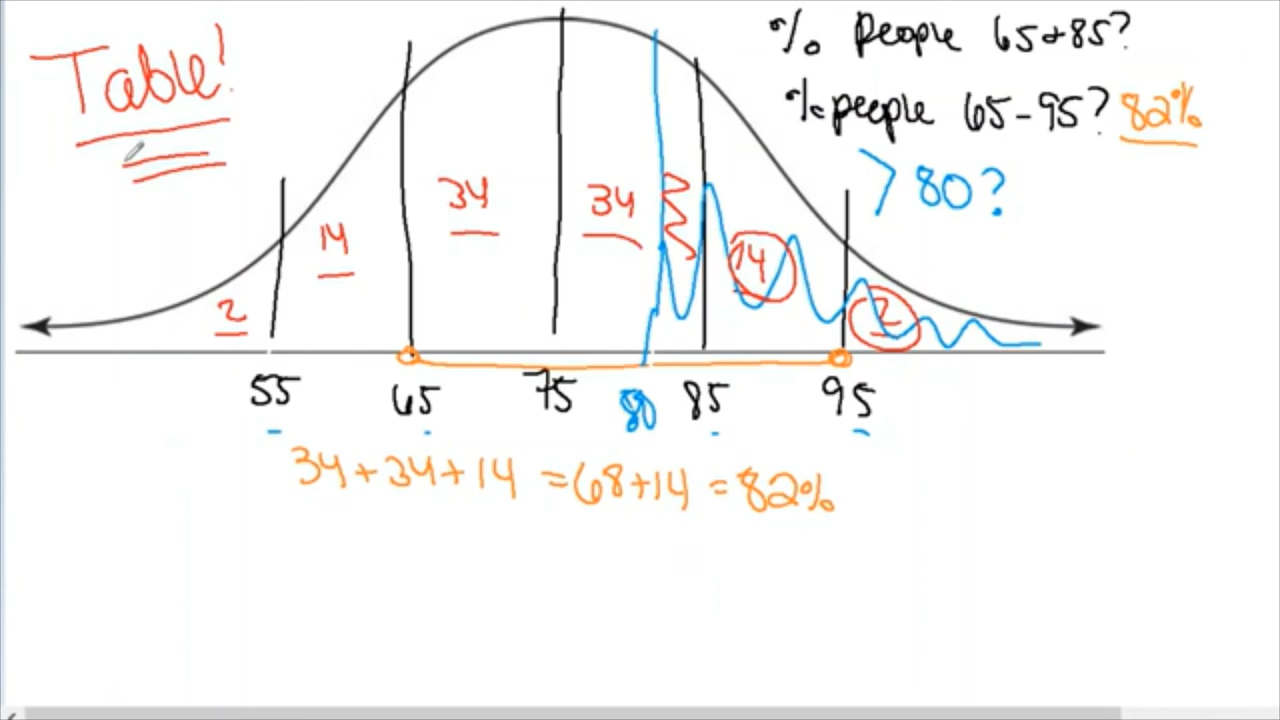 Table!
% people 65+85?
% people 65-95? 82%
> 80?
2 14 34 34 14 2
55 65 75 80 85 95
34+34+14 = 68+14 = 82%